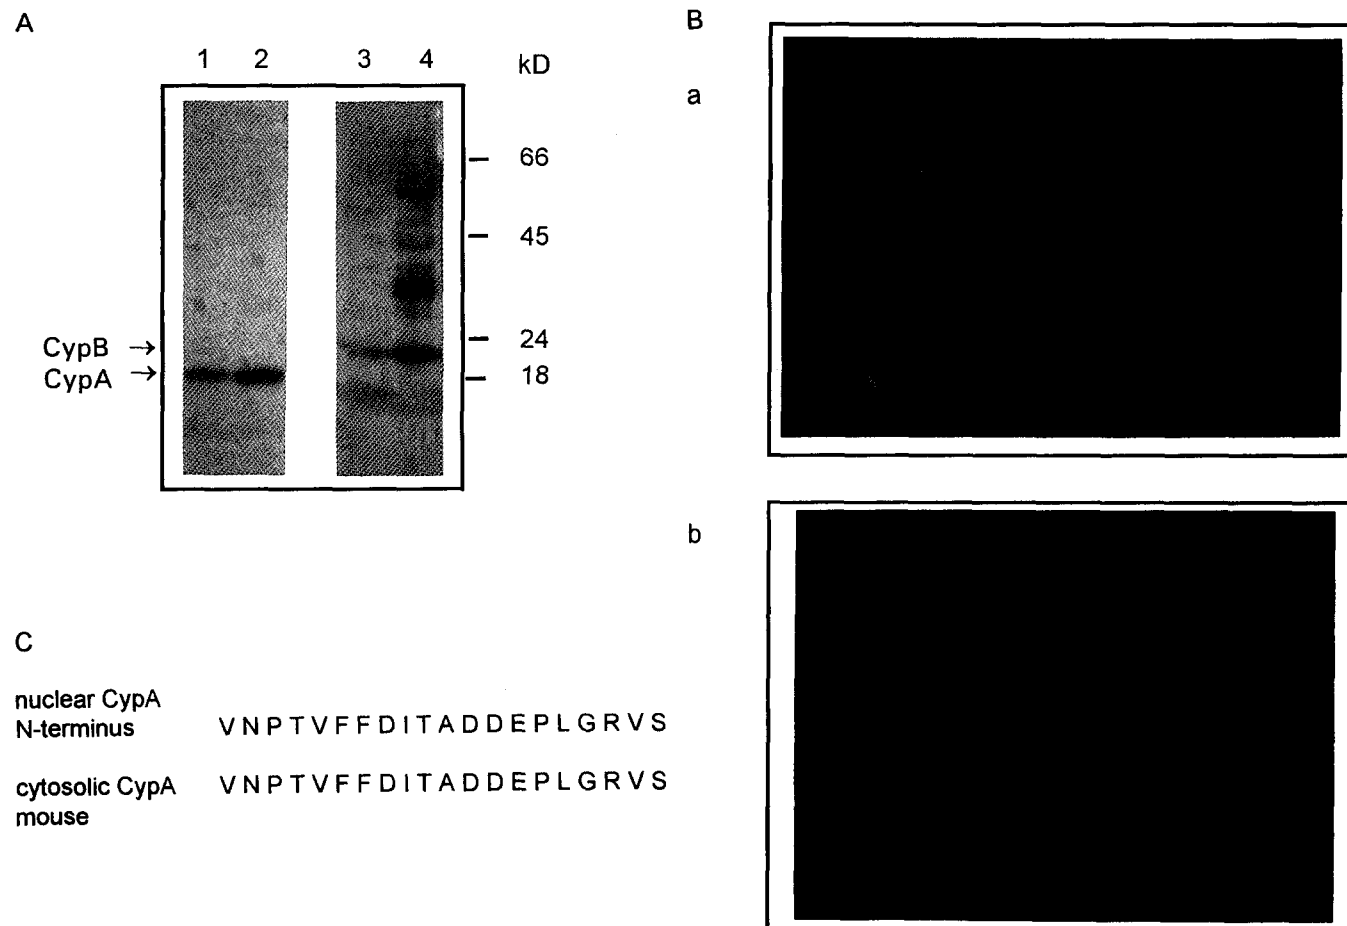 A
1 2 3 4 kD
66
45
24
18
CypB →
CypA →
B
a
b
C
nuclear CypA
N-terminus V N P T V F F D I T A D D E P L G R V S
cytosolic CypA V N P T V F F D I T A D D E P L G R V S
mouse